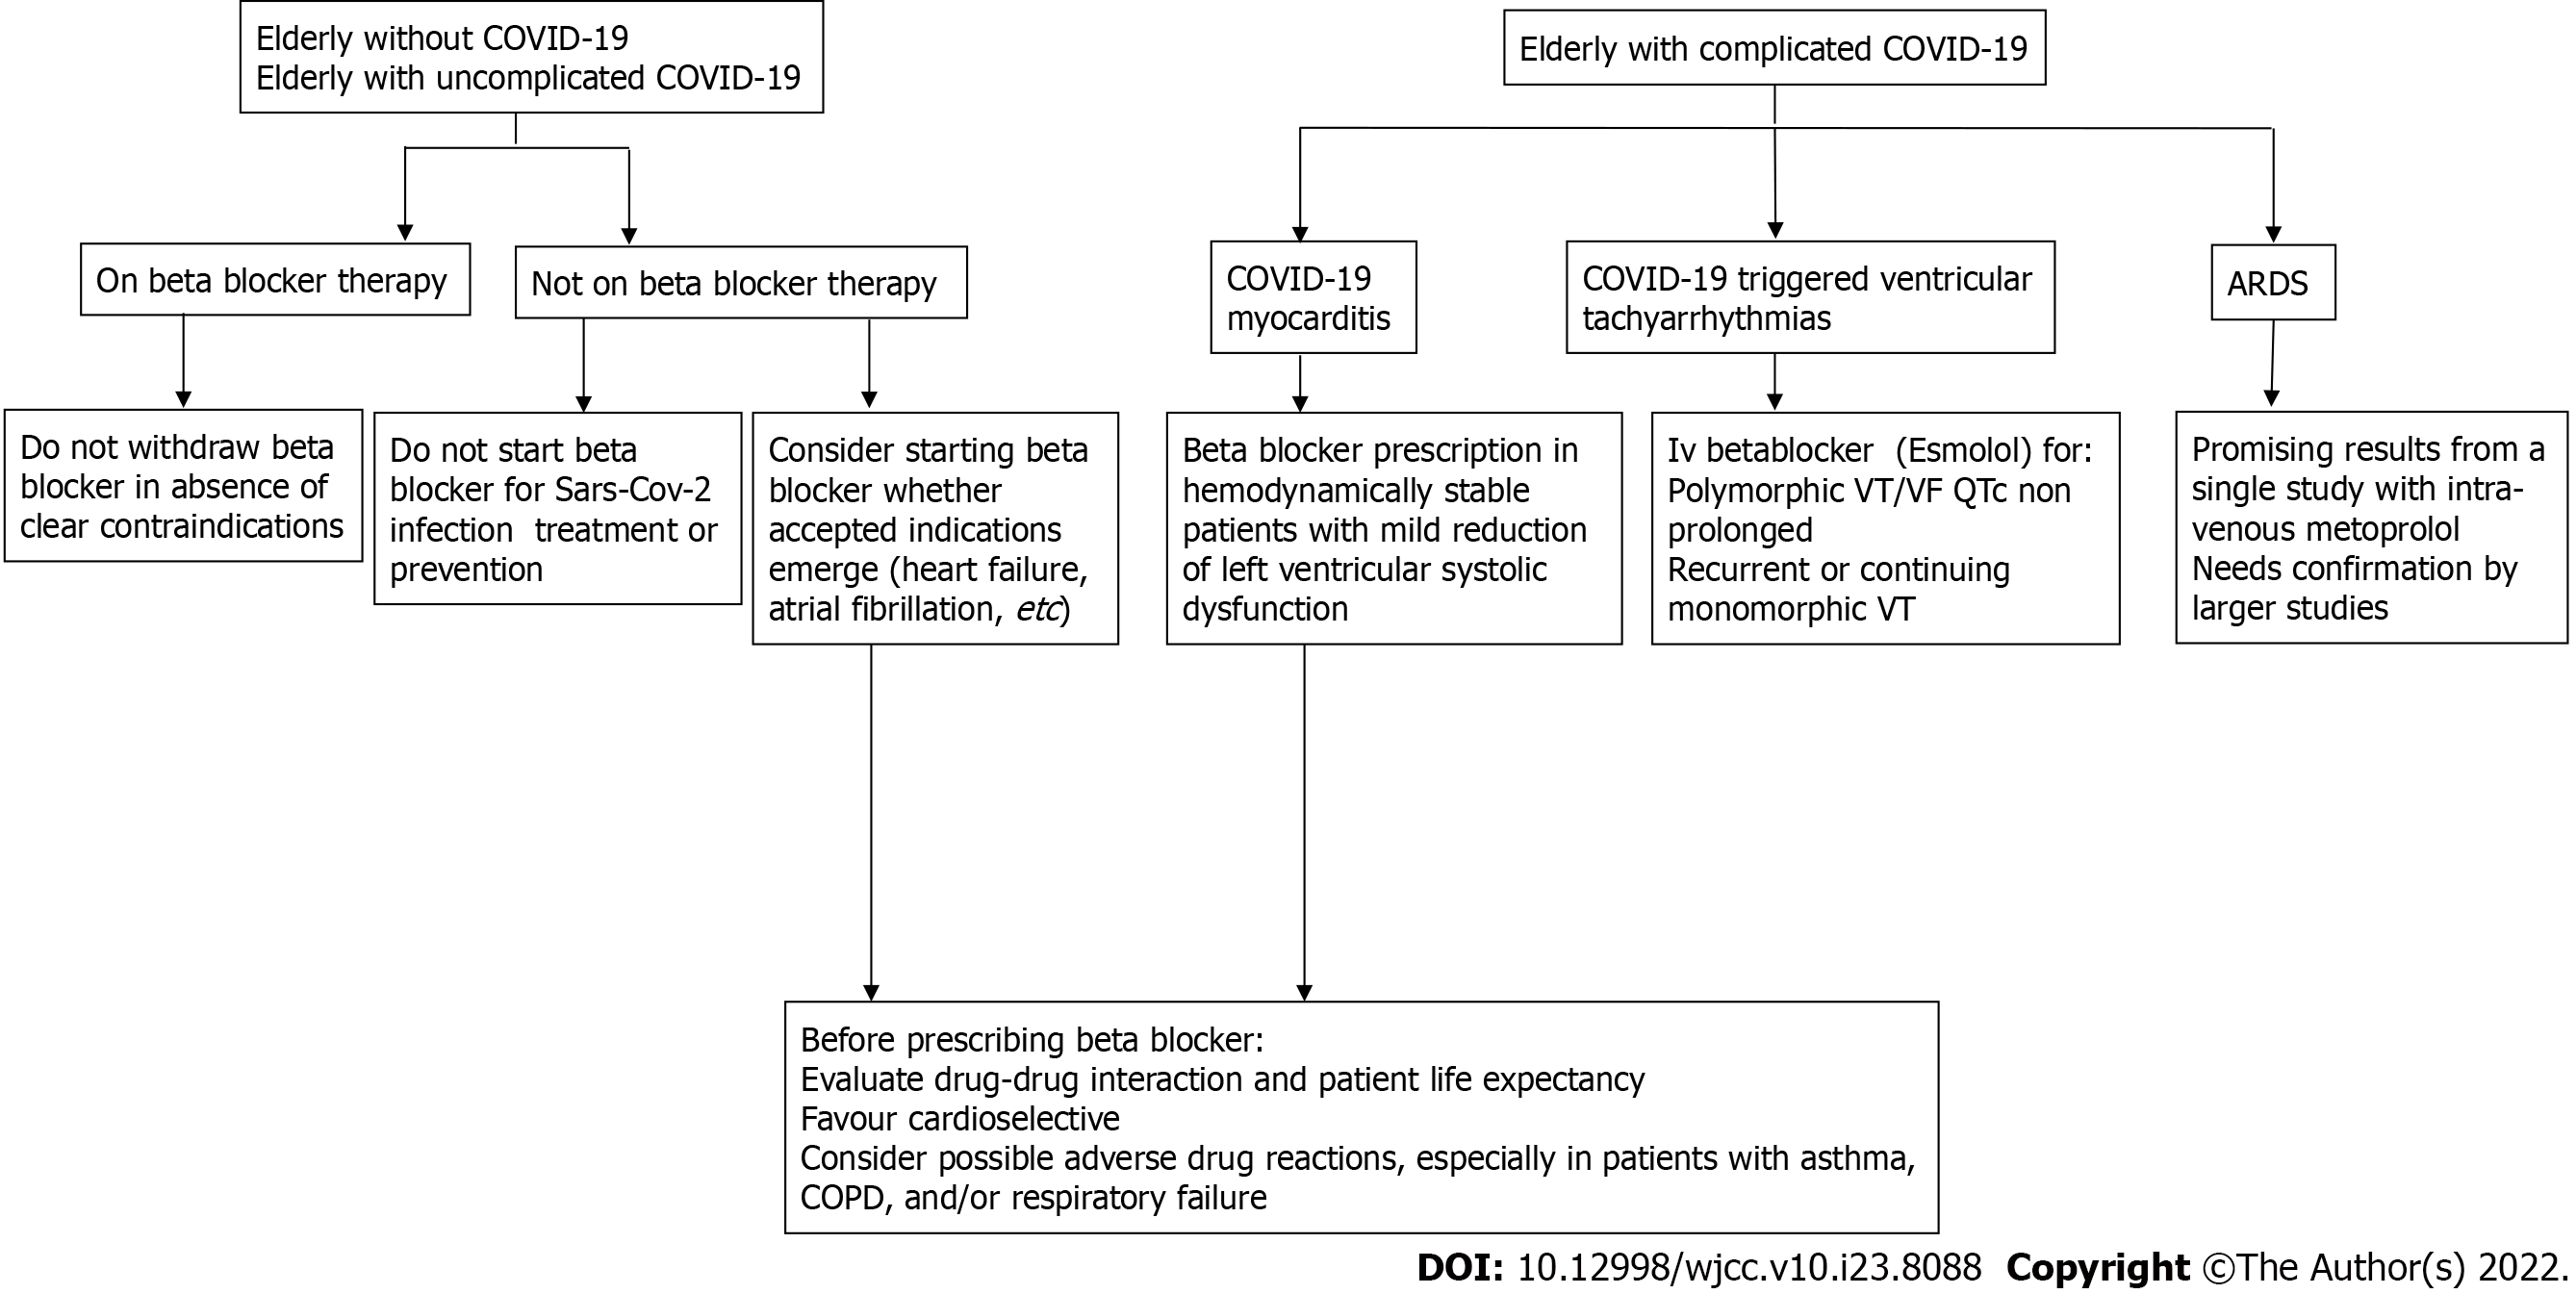 Elderly without COVID-19
Elderly with uncomplicated COVID-19
Elderly with complicated COVID-19
On beta blocker therapy
Not on beta blocker therapy
COVID-19
myocarditis
COVID-19 triggered ventricular
tachyarrhythmias
ARDS
Do not withdraw beta
blocker in absence of
clear contraindications
Do not start beta
blocker for Sars-Cov-2
infection treatment or
prevention
Consider starting beta
blocker whether
accepted indications
emerge (heart failure,
atrial fibrillation, etc)
Beta blocker prescription in
hemodynamically stable
patients with mild reduction
of left ventricular systolic
dysfunction
Iv betablocker (Esmolol) for:
Polymorphic VT/VF QTc non
prolonged
Recurrent or continuing
monomorphic VT
Promising results from a
single study with intra-
venous metoprolol
Needs confirmation by
larger studies
Before prescribing beta blocker:
Evaluate drug-drug interaction and patient life expectancy
Favour cardioselective
Consider possible adverse drug reactions, especially in patients with asthma,
COPD, and/or respiratory failure
DOI: 10.12998/wjcc.v10.i23.8088 Copyright ©The Author(s) 2022.